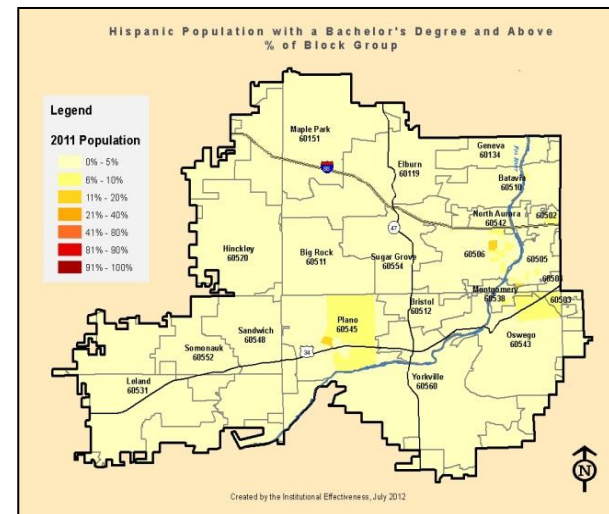 Hispanic Population with a Bachelor's Degree and Above
% of Block Group
Legend
2011 Population
0% - 5%
6% - 10%
11% - 20%
21% - 40%
41% - 80%
81% - 90%
91% - 100%
Maple Park
60151
Elburn
60119
Geneva
60134
Fox River
Batavia
60510
North Aurora
60542
60502
47
Hinckley
60520
Big Rock
60511
Sugar Grove
60554
60506
60505
60504
60503
Montgomery
60538
Bristol
60512
Oswego
60543
Plano
60545
Sandwich
60548
Somonauk
60552
34
Leland
60531
Yorkville
60560
N
Created by the Institutional Effectiveness, July 2012